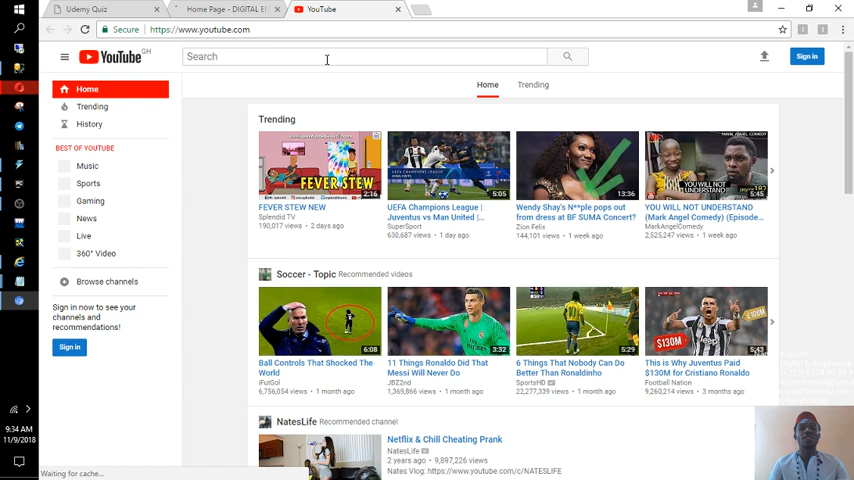 Udemy Quiz
Home Page - DIGITAL EN
YouTube
Secure
https://www.youtube.com
YouTube GH
Search
Sign in
Home
Trending
History
BEST OF YOUTUBE
Music
Sports
Gaming
News
Live
360° Video
Browse channels
Sign in now to see your
channels and
recommendations!
Sign in
Home
Trending
Trending
FEVER STEW
2:16
FEVER STEW NEW
Splendid TV
190,017 views • 2 days ago
5:05
UEFA Champions League |
Juventus vs Man United |...
SuperSport
630,687 views • 1 day ago
13:36
Wendy Shay's N**ple pops out
from dress at BF SUMA Concert?
Zion Felix
144,101 views • 1 week ago
MARK ANGEL COMEDY
YOU WILL NOT
UNDERSTAND
5:45
YOU WILL NOT UNDERSTAND
(Mark Angel Comedy) (Episode...
MarkAngelComedy
2,525,247 views • 1 week ago
Soccer - Topic Recommended videos
6:08
Ball Controls That Shocked The
World
iFutGol
6,756,054 views • 1 month ago
3:32
11 Things Ronaldo Did That
Messi Will Never Do
JBZ2nd
1,369,866 views • 1 month ago
5:29
6 Things That Nobody Can Do
Better Than Ronaldinho
SportsHD
22,277,339 views • 1 month ago
€100M
$130M
5:43
This is Why Juventus Paid
$130M for Cristiano Ronaldo
Football Nation
9,260,214 views • 3 months ago
NatesLife Recommended channel
Netflix & Chill Cheating Prank
NatesLife
2 years ago • 9,897,226 views
Nates Vlog: https://www.youtube.com/c/NATESLIFE
9:34 AM
11/9/2018
Waiting for cache...